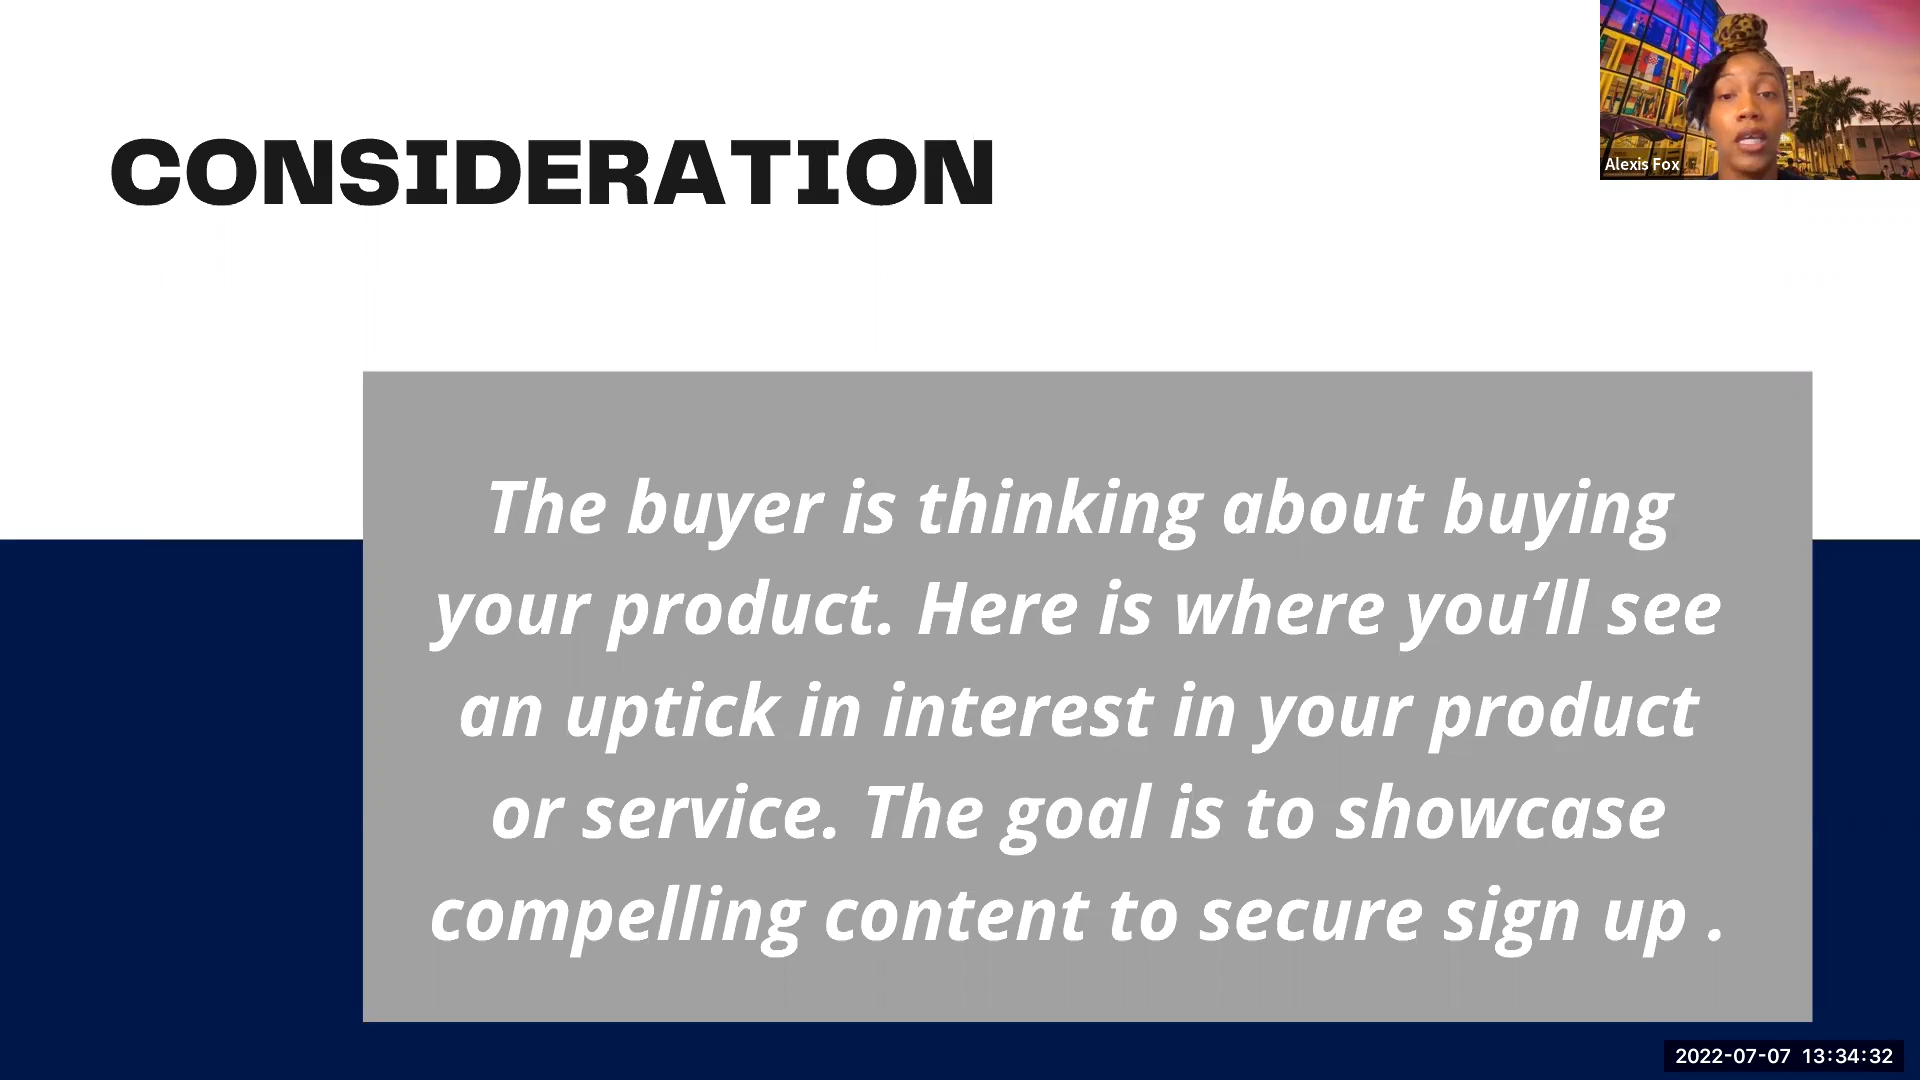 CONSIDERATION
Alexis Fox
The buyer is thinking about buying
your product. Here is where you’ll see
an uptick in interest in your product
or service. The goal is to showcase
compelling content to secure sign up .
2022-07-07 13:34:32